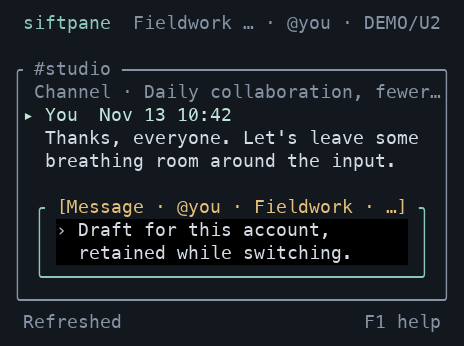 siftpane  Fieldwork … · @you · DEMO/U2
#studio
Channel · Daily collaboration, fewer…
▸ You  Nov 13 10:42
Thanks, everyone. Let's leave some
breathing room around the input.
[Message · @you · Fieldwork · …]
› Draft for this account,
retained while switching.
Refreshed  F1 help